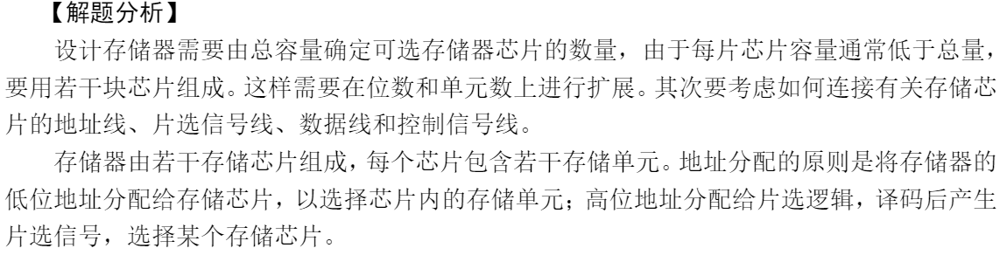 【解题分析】
设计存储器需要由总容量确定可选存储器芯片的数量，由于每片芯片容量通常低于总量，
要用若干块芯片组成。这样需要在位数和单元数上进行扩展。其次要考虑如何连接有关存储芯
片的地址线、片选信号线、数据线和控制信号线。
存储器由若干存储芯片组成，每个芯片包含若干存储单元。地址分配的原则是将存储器的
低位地址分配给存储芯片，以选择芯片内的存储单元；高位地址分配给片选逻辑，译码后产生
片选信号，选择某个存储芯片。